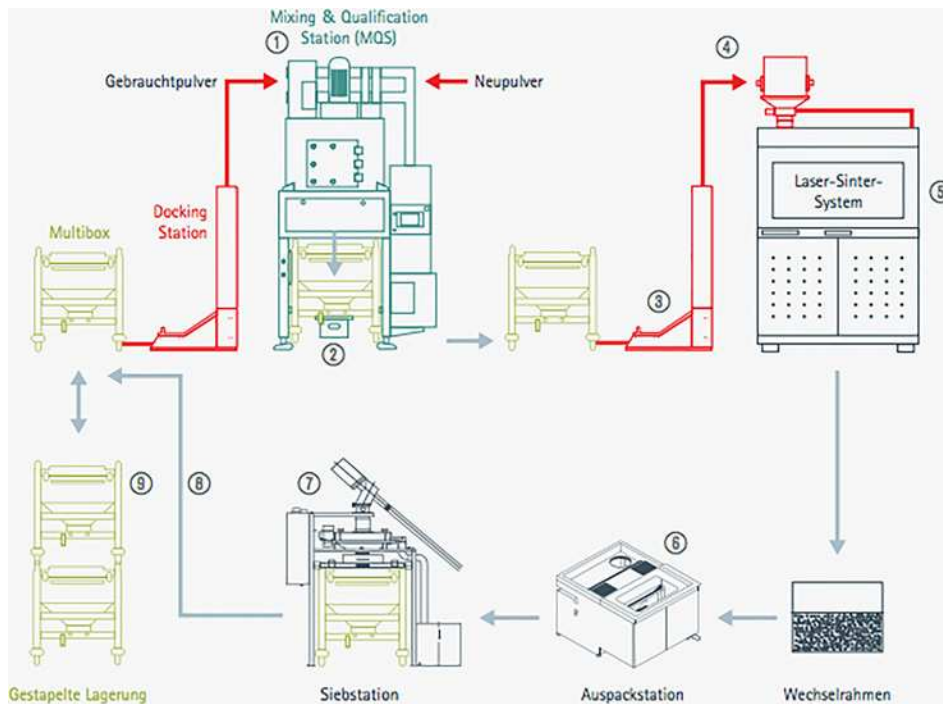 Mixing & Qualification
Station (MQS)
①
④
Gebrauchtpulver
Neupulver
Laser-Sinter-
System
⑤
Docking
Station
Multibox
③
②
⑨
⑧
⑦
⑥
Gestapelte Lagerung
Siebstation
Auspackstation
Wechselrahmen